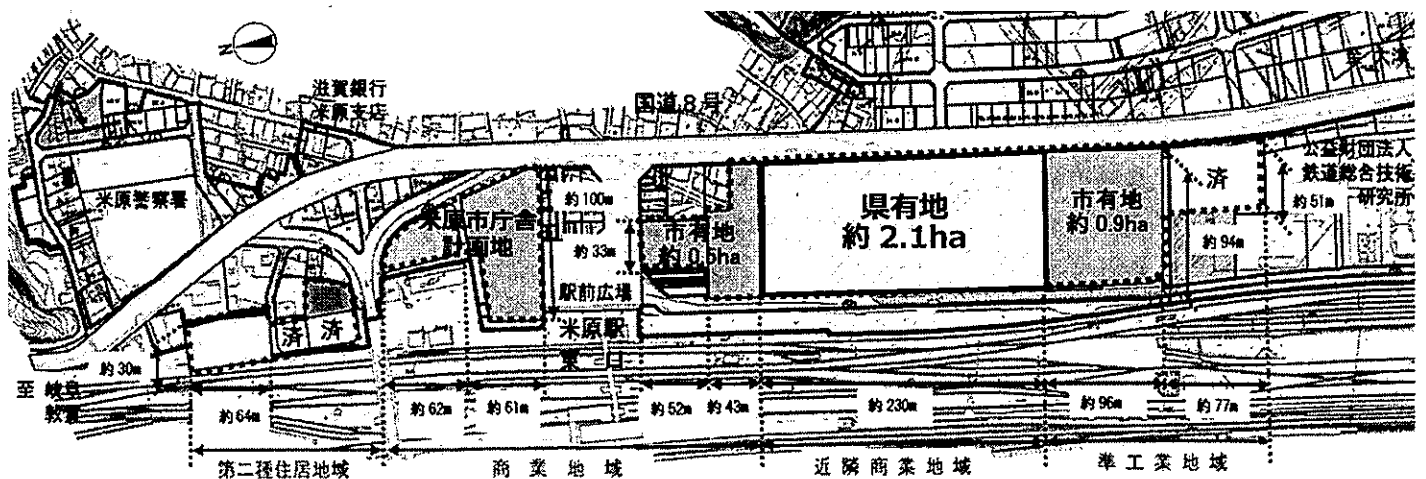 N
滋賀銀行
米原支店
国道8号
米原警察署
米原市庁舎
計画地
約100m
約33m
駅前広場
米原駅
東口
市有地
約0.5ha
県有地
約2.1ha
市有地
約0.9ha
済
約94m
公益財団法人
鉄道総合技術
研究所
約51m
済
済
約30m
至 岐阜
敦賀
約64m
約62m
約61m
約52m
約43m
約230m
約96m
約77m
第二種住居地域
商業地域
近隣商業地域
準工業地域